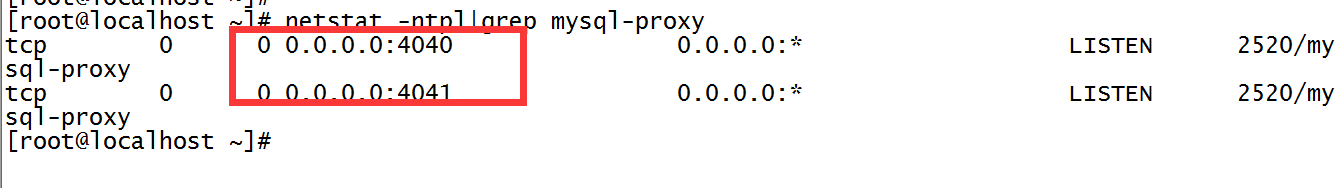 [root@localhost ~]#
[root@localhost ~]# netstat -ntpl|grep mysql-proxy
tcp 0 0 0.0.0.0:4040 0.0.0.0:* LISTEN 2520/my
sql-proxy
tcp 0 0 0.0.0.0:4041 0.0.0.0:* LISTEN 2520/my
sql-proxy
[root@localhost ~]#